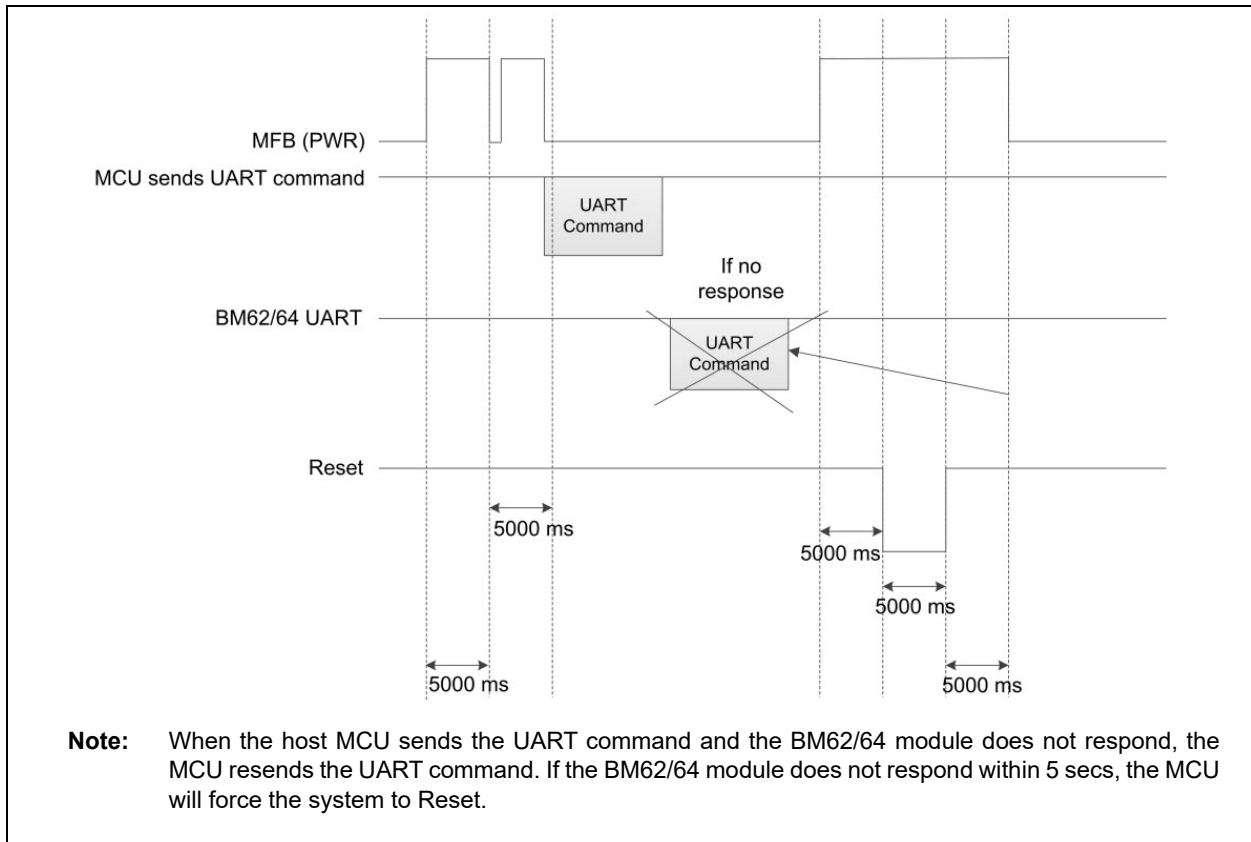 MFB (PWR)
MCU sends UART command
UART
Command
If no
response
BM62/64 UART
UART
Command
Reset
5000 ms
5000 ms
5000 ms
5000 ms
5000 ms
Note: When the host MCU sends the UART command and the BM62/64 module does not respond, the
MCU resends the UART command. If the BM62/64 module does not respond within 5 secs, the MCU
will force the system to Reset.